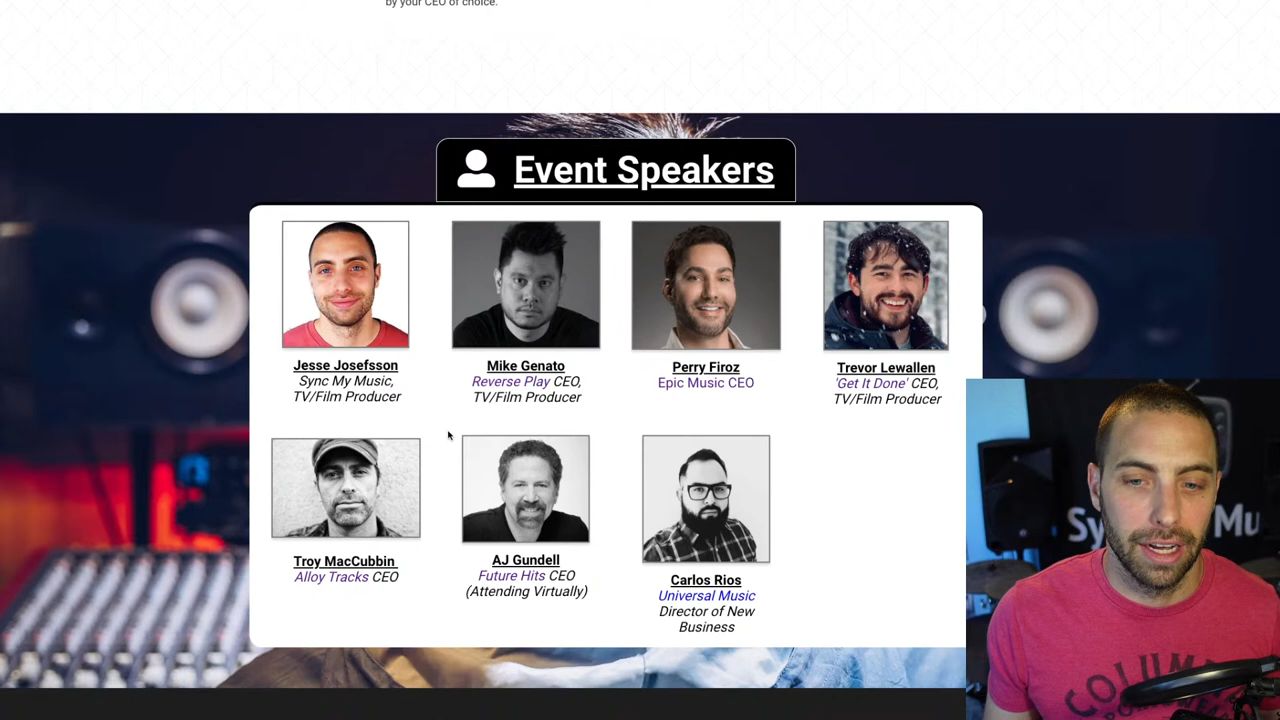 by your CEO of choice.
Event Speakers
Jesse Josefsson
Sync My Music,
TV/Film Producer
Mike Genato
Reverse Play CEO,
TV/Film Producer
Perry Firoz
Epic Music CEO
Trevor Lewallen
'Get It Done' CEO,
TV/Film Producer
Troy MacCubbin
Alloy Tracks CEO
AJ Gundell
Future Hits CEO
(Attending Virtually)
Carlos Rios
Universal Music
Director of New
Business
Sy Mu